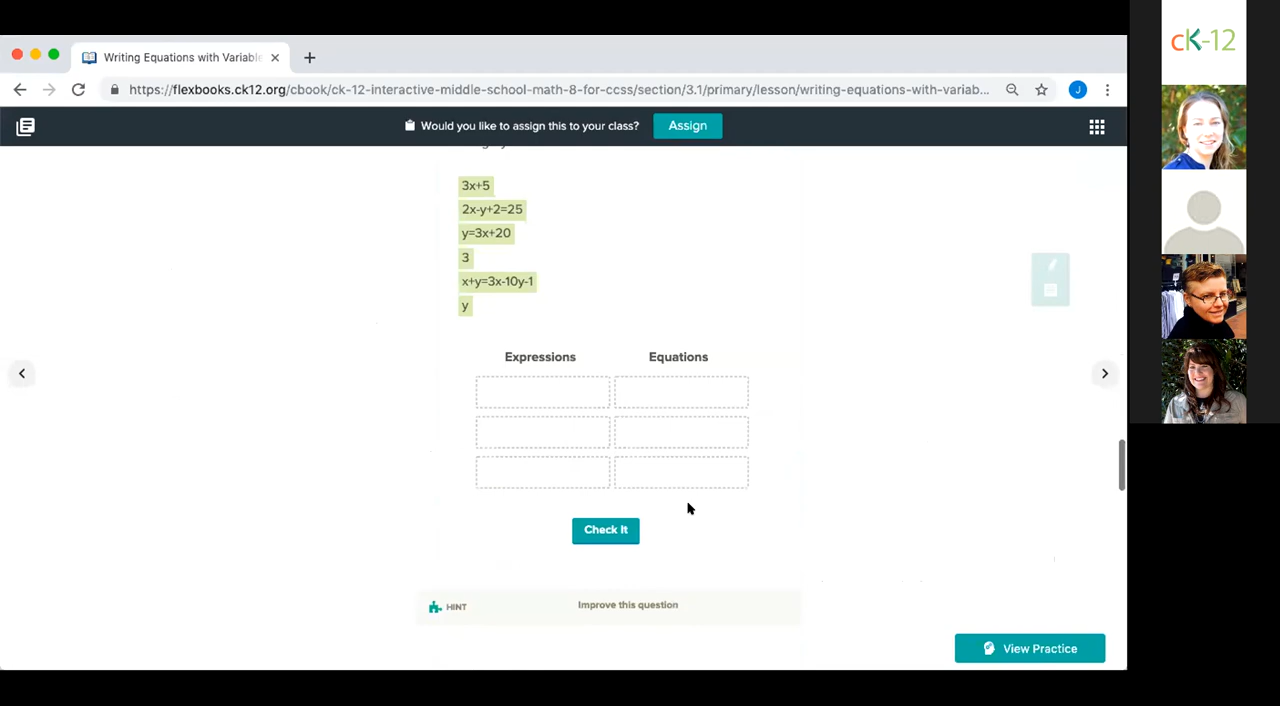 cK-12
Writing Equations with Variable
https://flexbooks.ck12.org/cbook/ck-12-interactive-middle-school-math-8-for-ccss/section/3.1/primary/lesson/writing-equations-with-variab...
J
Would you like to assign this to your class?
Assign
3x+5
2x-y+2=25
y=3x+20
3
x+y=3x-10y-1
y
Expressions
Equations
Check It
HINT
Improve this question
View Practice